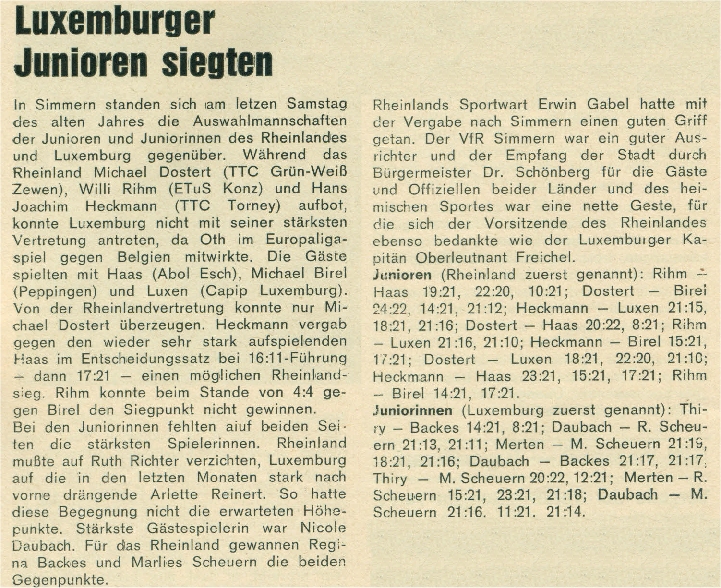 Luxemburger
Junioren siegten
In Simmern standen sich am letzen Samstag
des alten Jahres die Auswahlmannschaften
der Junioren und Juniorinnen des Rheinlandes
und Luxemburg gegenüber. Während das
Rheinland Michael Dostert (TTC Grün-Weiß
Zewen), Willi Rihm (ETuS Konz) und Hans
Joachim Heckmann (TTC Torney) aufbot,
konnte Luxemburg nicht mit seiner stärksten
Vertretung antreten, da Oth im Europaliga-
spiel gegen Belgien mitwirkte. Die Gäste
spielten mit Haas (Abol Esch), Michael Birel
(Peppingen) und Luxen (Capip Luxemburg).
Von der Rheinlandvertretung konnte nur Mi-
chael Dostert überzeugen. Heckmann vergab
gegen den wieder sehr stark aufspielenden
Haas im Entscheidungssatz bei 16:11-Führung
— dann 17:21 — einen möglichen Rheinland-
sieg. Rihm konnte beim Stande von 4:4 ge-
gen Birel den Siegpunkt nicht gewinnen.
Bei den Juniorinnen fehlten aiuf beiden Sei-
ten die stärksten Spielerinnen. Rheinland
mußte auf Ruth Richter verzichten, Luxemburg
auf die in den letzten Monaten stark nach
vorne drängende Arlette Reinert. So hatte
diese Begegnung nicht die erwarteten Höhe-
punkte. Stärkste Gästespielerin war Nicole
Daubach. Für das Rheinland gewannen Regi-
na Backes und Marlies Scheuern die beiden
Gegenpunkte.
Rheinlands Sportwart Erwin Gabel hatte mit
der Vergabe nach Simmern einen guten Griff
getan. Der VfR Simmern war ein guter Aus-
richter und der Empfang der Stadt durch
Bürgermeister Dr. Schönberg für die Gäste
und Offiziellen beider Länder und des hei-
mischen Sportes war eine nette Geste, für
die sich der Vorsitzende des Rheinlandes
ebenso bedankte wie der Luxemburger Ka-
pitän Oberleutnant Freichel.
Junioren (Rheinland zuerst genannt): Rihm —
Haas 19:21, 22:20, 10:21; Dostert — Birel
24:22, 14:21, 21:12; Heckmann — Luxen 21:15,
18:21, 21:16; Dostert — Haas 20:22, 8:21; Rihm
— Luxen 21:16, 21:10; Heckmann — Birel 15:21,
17:21; Dostert — Luxen 18:21, 22:20, 21:10;
Heckmann — Haas 23:21, 15:21, 17:21; Rihm
— Birel 14:21, 17:21.
Juniorinnen (Luxemburg zuerst genannt): Thi-
ry — Backes 14:21, 8:21; Daubach — R. Scheu-
ern 21:13, 21:11; Merten — M. Scheuern 21:19,
18:21, 21:16; Daubach — Backes 21:17, 21:17;
Thiry — M. Scheuern 20:22, 12:21; Merten — R.
Scheuern 15:21, 23:21, 21:18; Daubach — M.
Scheuern 21:16. 11:21. 21:14.